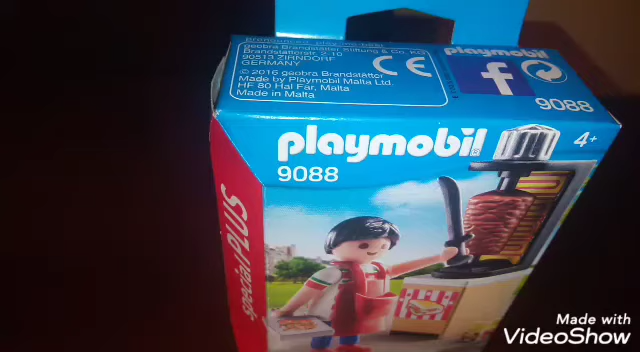 geobra Brandstätter Stiftung & Co. KG
Brandstätterstr. 2-10
90513 ZIRNDORF
GERMANY
© 2016 geobra Brandstätter
Made by Playmobil Malta Ltd.
HF 80 Hal Far, Malta
Made in Malta
CE
playmobil
f
9088
playmobil
4+
9088
SpecialPLUS
Made with
VideoShow